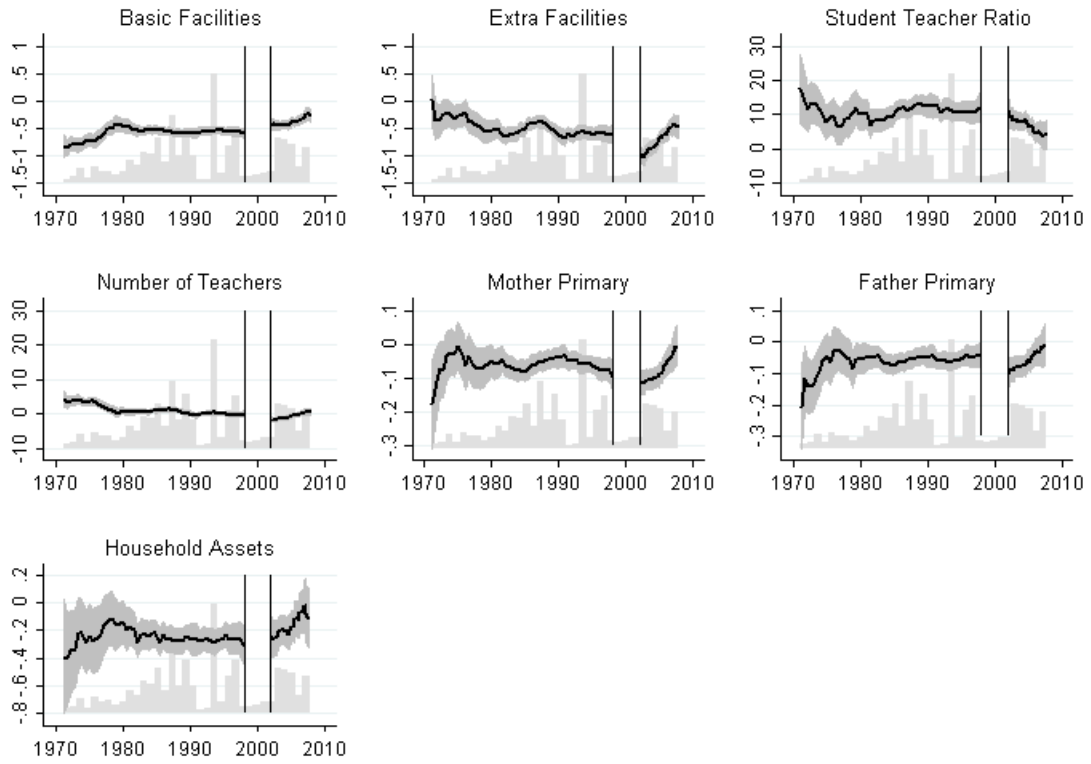 Basic Facilities
1
.5
0
-.5
-1
-1.5
1970 1980 1990 2000 2010
Extra Facilities
1
.5
0
-.5
-1
-1.5
1970 1980 1990 2000 2010
Student Teacher Ratio
30
20
10
0
-10
1970 1980 1990 2000 2010
Number of Teachers
30
20
10
0
-10
1970 1980 1990 2000 2010
Mother Primary
.1
0
-.1
-.2
-.3
1970 1980 1990 2000 2010
Father Primary
.1
0
-.1
-.2
-.3
1970 1980 1990 2000 2010
Household Assets
.2
0
-.2
-.4
-.6
-.8
1970 1980 1990 2000 2010